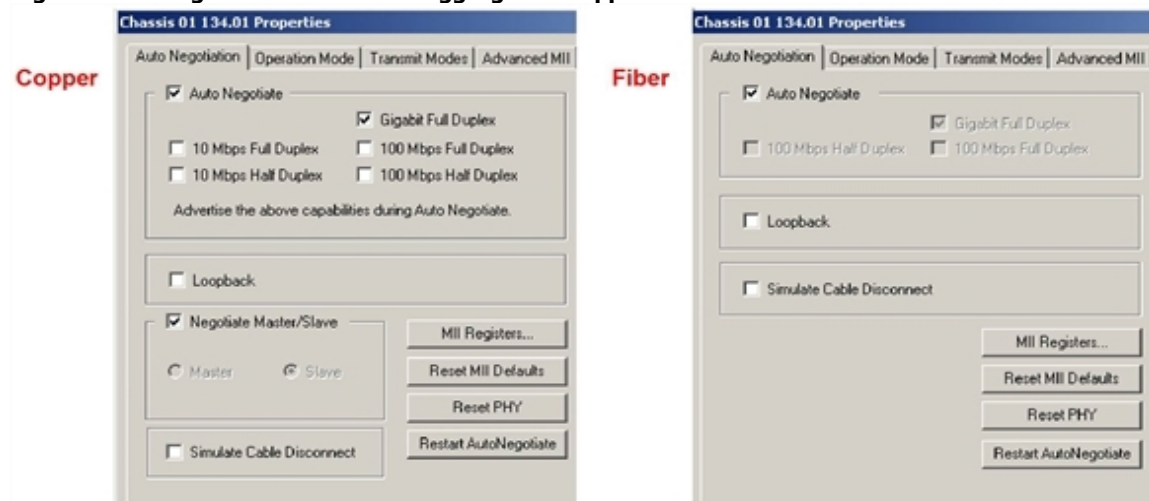 Chassis 01 134.01 Properties
Auto Negotiation Operation Mode Transmit Modes Advanced MII
Copper
Auto Negotiate
Gigabit Full Duplex
10 Mbps Full Duplex 100 Mbps Full Duplex
10 Mbps Half Duplex 100 Mbps Half Duplex
Advertise the above capabilities during Auto Negotiate.
Loopback
Negotiate Master/Slave
Master Slave
MII Registers...
Reset MII Defaults
Reset PHY
Simulate Cable Disconnect
Restart AutoNegotiate
Chassis 01 134.01 Properties
Auto Negotiation Operation Mode Transmit Modes Advanced MII
Fiber
Auto Negotiate
Gigabit Full Duplex
100 Mbps Half Duplex 100 Mbps Full Duplex
Loopback
Simulate Cable Disconnect
MII Registers...
Reset MII Defaults
Reset PHY
Restart AutoNegotiate